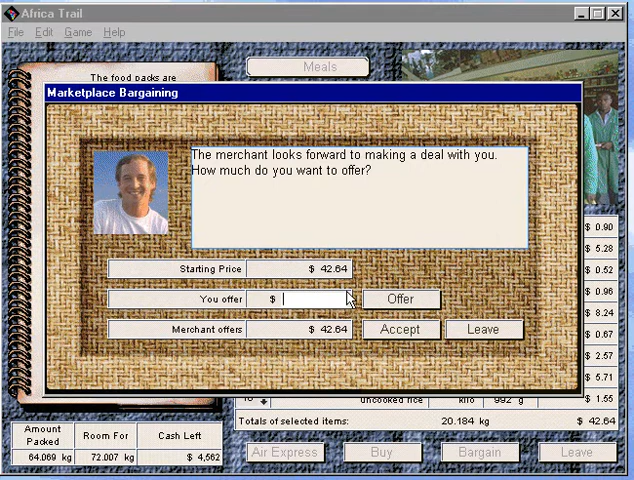 Africa Trail
File Edit Game Help
Meals
The food packs are
Marketplace Bargaining
The merchant looks forward to making a deal with you.
How much do you want to offer?
Starting Price $ 42.64
You offer $ Offer
Merchant offers $ 42.64 Accept Leave
$ 0.90
$ 5.28
$ 0.52
$ 0.96
$ 8.24
$ 0.67
$ 2.57
$ 5.71
uncooked rice kilo 992 g $ 1.55
Totals of selected items: 20.184 kg $ 42.64
Amount Packed Room For Cash Left
64.069 kg 72.007 kg $ 4,562
Air Express Buy Bargain Leave